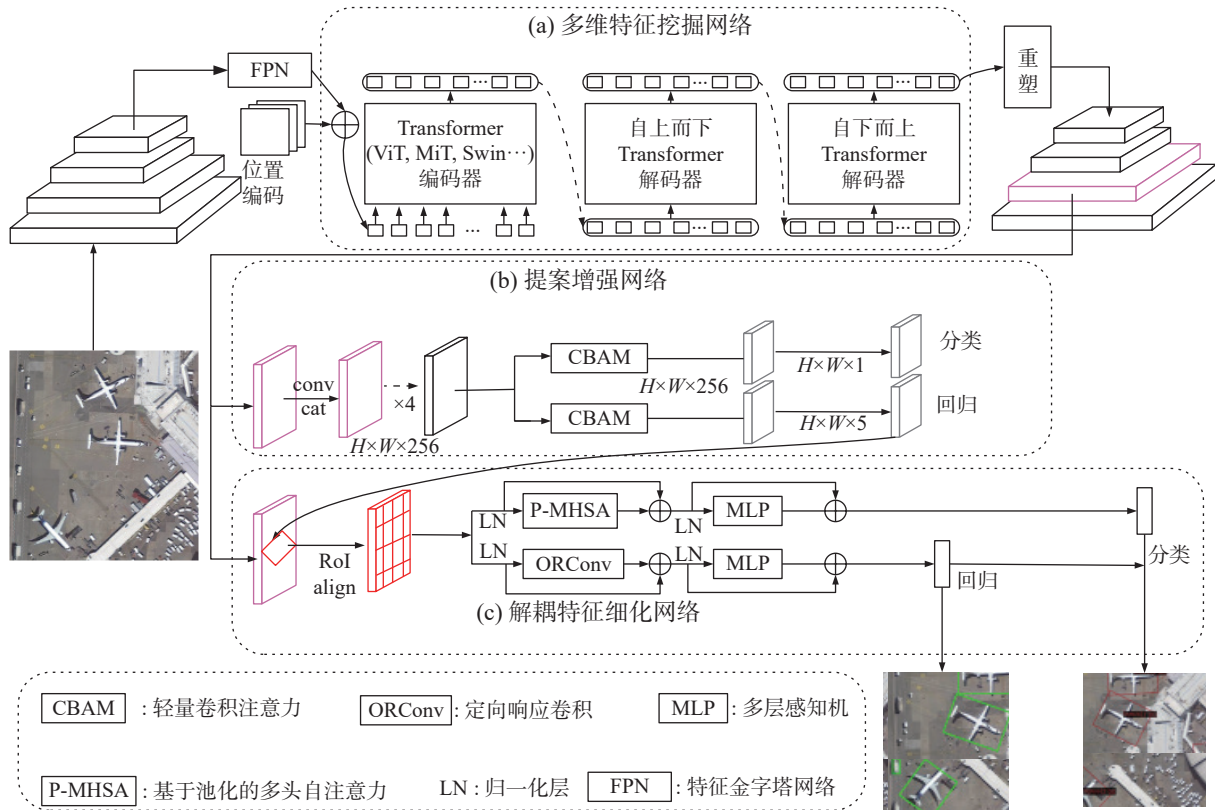 (a) 多维特征挖掘网络
FPN
位置
编码
Transformer
(ViT, MiT, Swin…)
编码器
自上而下
Transformer
解码器
自下而上
Transformer
解码器
重
塑
(b) 提案增强网络
conv
cat
×4
H×W×256
CBAM
CBAM
H×W×256
H×W×1
H×W×5
分类
回归
RoI
align
LN
P-MHSA
LN
MLP
LN
ORConv
LN
MLP
回归
分类
(c) 解耦特征细化网络
CBAM : 轻量卷积注意力
ORConv : 定向响应卷积
MLP : 多层感知机
P-MHSA : 基于池化的多头自注意力
LN : 归一化层
FPN : 特征金字塔网络